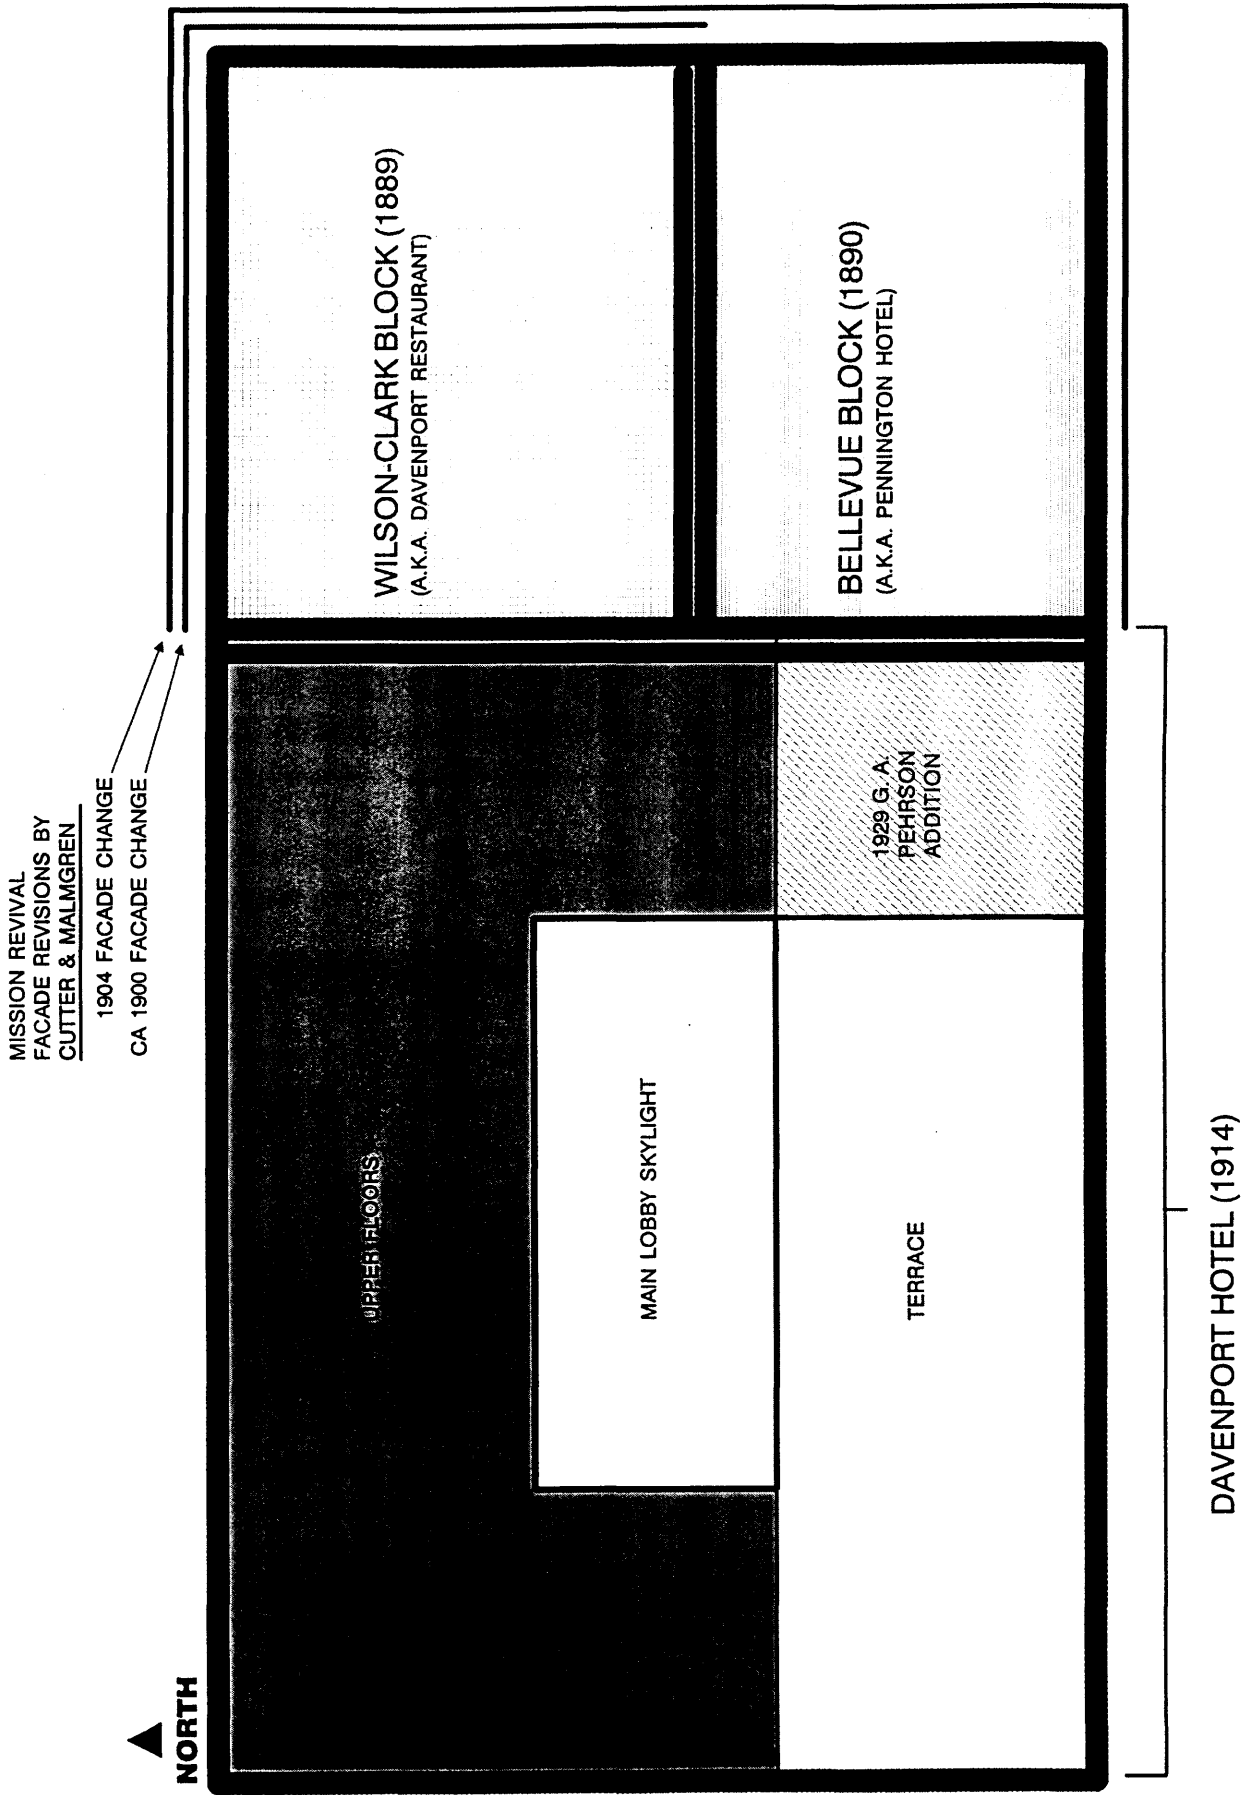 MISSION REVIVAL
FACADE REVISIONS BY
CUTTER & MALMGREN
1904 FACADE CHANGE
CA 1900 FACADE CHANGE
NORTH
UPPER FLOORS
WILSON-CLARK BLOCK (1889)
(A.K.A. DAVENPORT RESTAURANT)
MAIN LOBBY SKYLIGHT
1929 G. A.
PEHRSON
ADDITION
BELLEVUE BLOCK (1890)
(A.K.A. PENNINGTON HOTEL)
TERRACE
DAVENPORT HOTEL (1914)